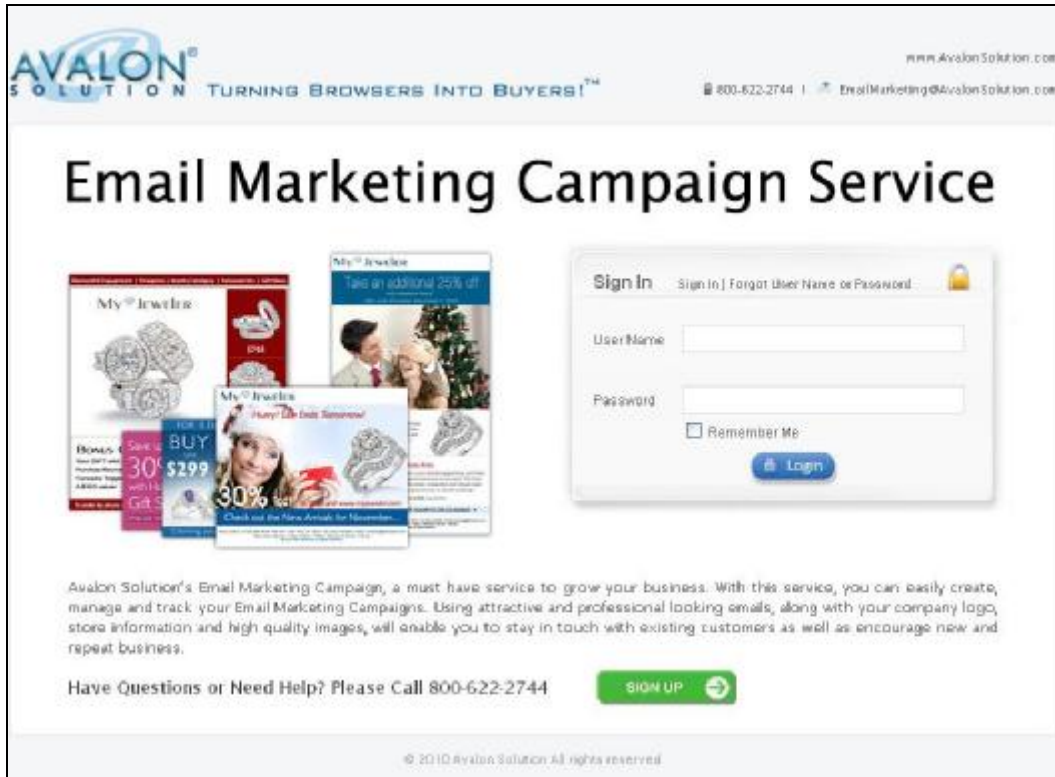 AVALON®
SOLUTION TURNING BROWSERS INTO BUYERS!™
www.AvalonSolution.com
800-622-2744 | EmailMarketing@AvalonSolution.com
Email Marketing Campaign Service
My Jeweler
My Jeweler
Take an additional 25% off
BONUS
Save
30%
Gift
BUY
$299
My Jeweler
Hurry! Sale Ends Tomorrow!
30%
Check out the New Arrivals for November...
Sign In Sign In | Forgot User Name or Password
User Name
Password
Remember Me
Login
Avalon Solution's Email Marketing Campaign, a must have service to grow your business. With this service, you can easily create,
manage and track your Email Marketing Campaigns. Using attractive and professional looking emails, along with your company logo,
store information and high quality images, will enable you to stay in touch with existing customers as well as encourage new and
repeat business.
Have Questions or Need Help? Please Call 800-622-2744
SIGN UP
© 2010 Avalon Solution All rights reserved